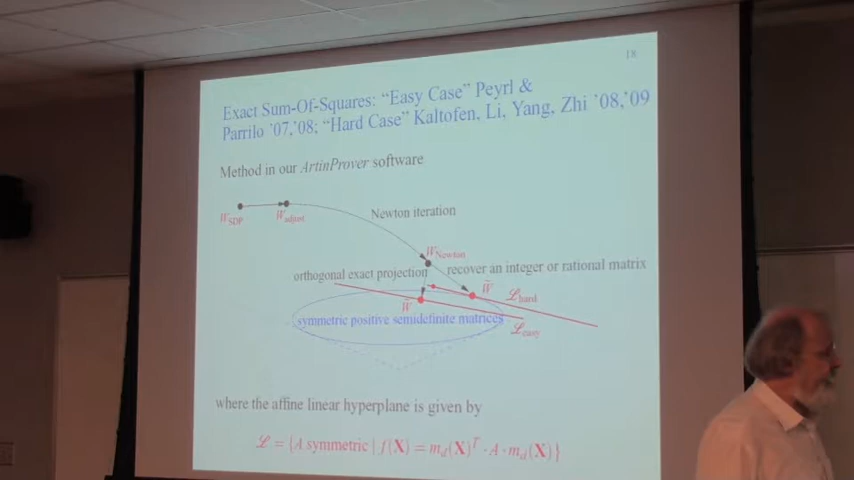 18
Exact Sum-Of-Squares: “Easy Case” Peyrl &
Parrilo ’07,’08; “Hard Case” Kaltofen, Li, Yang, Zhi ’08,’09
Method in our ArtinProver software
W_SDP
W_adjust
Newton iteration
W_Newton
orthogonal exact projection
recover an integer or rational matrix
W̃
W̃
ℒ_hard
symmetric positive semidefinite matrices
ℒ_easy
where the affine linear hyperplane is given by
ℒ = {A symmetric | f(X) = m_d(X)^T · A · m_d(X)}